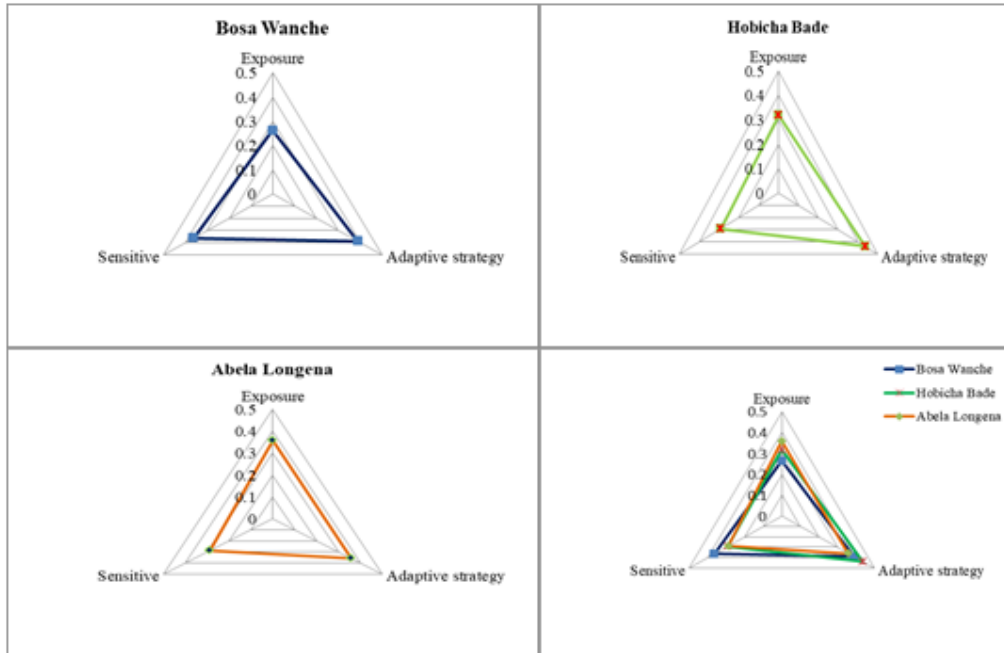 Bosa Wanche
Exposure
0.5
0.4
0.3
0.2
0.1
0
Sensitive
Adaptive strategy
Hobicha Bade
Exposure
0.5
0.4
0.3
0.2
0.1
0
Sensitive
Adaptive strategy
Abela Longena
Exposure
0.5
0.4
0.3
0.2
0.1
0
Sensitive
Adaptive strategy
Bosa Wanche
Hobicha Bade
Abela Longena
Exposure
0.5
0.4
0.3
0.2
0.1
0
Sensitive
Adaptive strategy